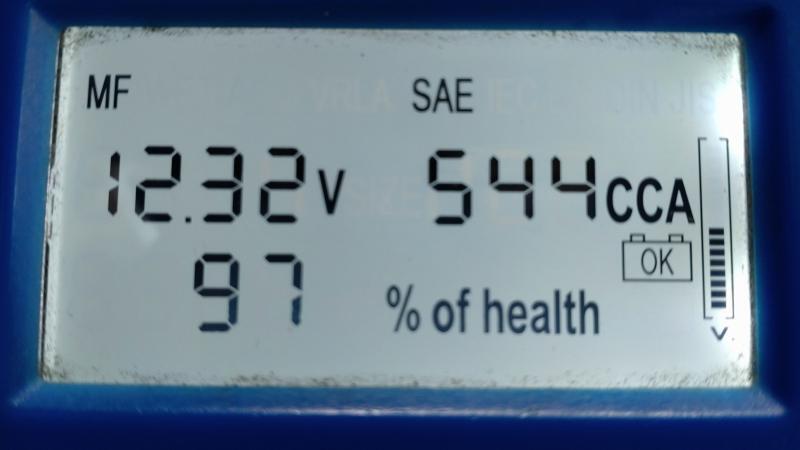 MF SAE
12.32V 544CCA
OK
97 % of health